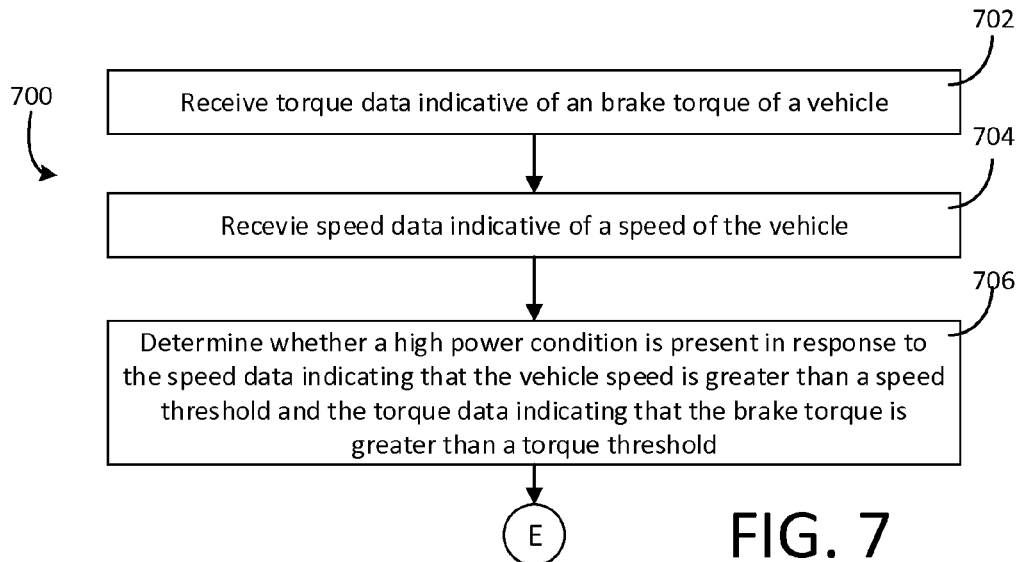 702
700
Receive torque data indicative of an brake torque of a vehicle
704
Recevie speed data indicative of a speed of the vehicle
706
Determine whether a high power condition is present in response to
the speed data indicating that the vehicle speed is greater than a speed
threshold and the torque data indicating that the brake torque is
greater than a torque threshold
E
FIG. 7